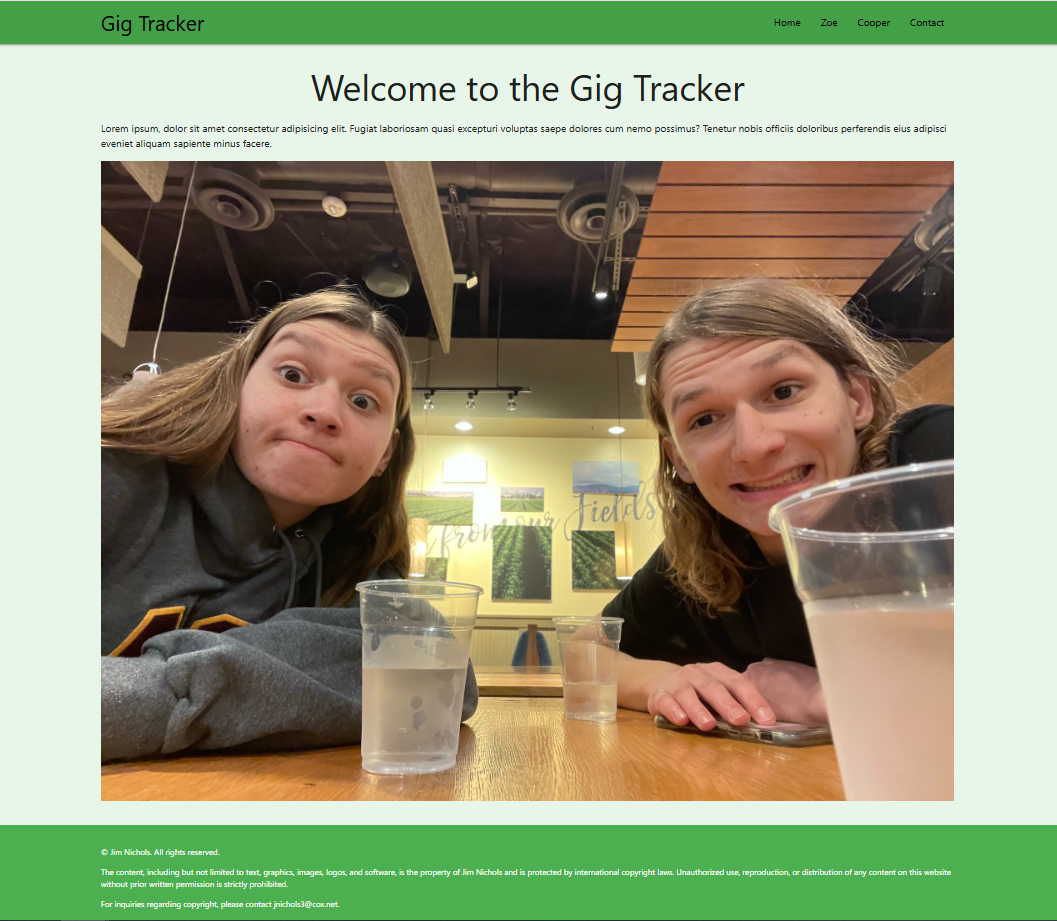 Gig Tracker
Home Zoe Cooper Contact
Welcome to the Gig Tracker
Lorem ipsum, dolor sit amet consectetur adipisicing elit. Fugiat laboriosam quasi excepturi voluptas saepe dolores cum nemo possimus? Tenetur nobis officiis doloribus perferendis eius adipisci
eveniet aliquam sapiente minus facere.
from our Fields
© Jim Nichols. All rights reserved.
The content, including but not limited to text, graphics, images, logos, and software, is the property of Jim Nichols and is protected by international copyright laws. Unauthorized use, reproduction, or distribution of any content on this website
without prior written permission is strictly prohibited.
For inquiries regarding copyright, please contact jnichols3@cox.net.